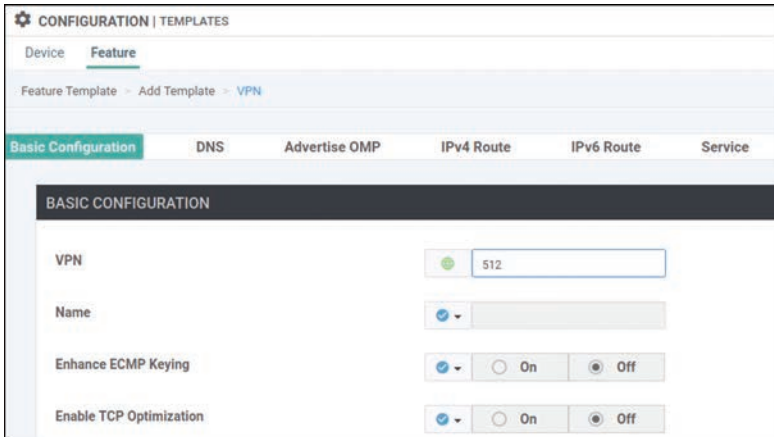 CONFIGURATION | TEMPLATES
Device Feature
Feature Template > Add Template > VPN
Basic Configuration DNS Advertise OMP IPv4 Route IPv6 Route Service
BASIC CONFIGURATION
VPN 512
Name
Enhance ECMP Keying On Off
Enable TCP Optimization On Off